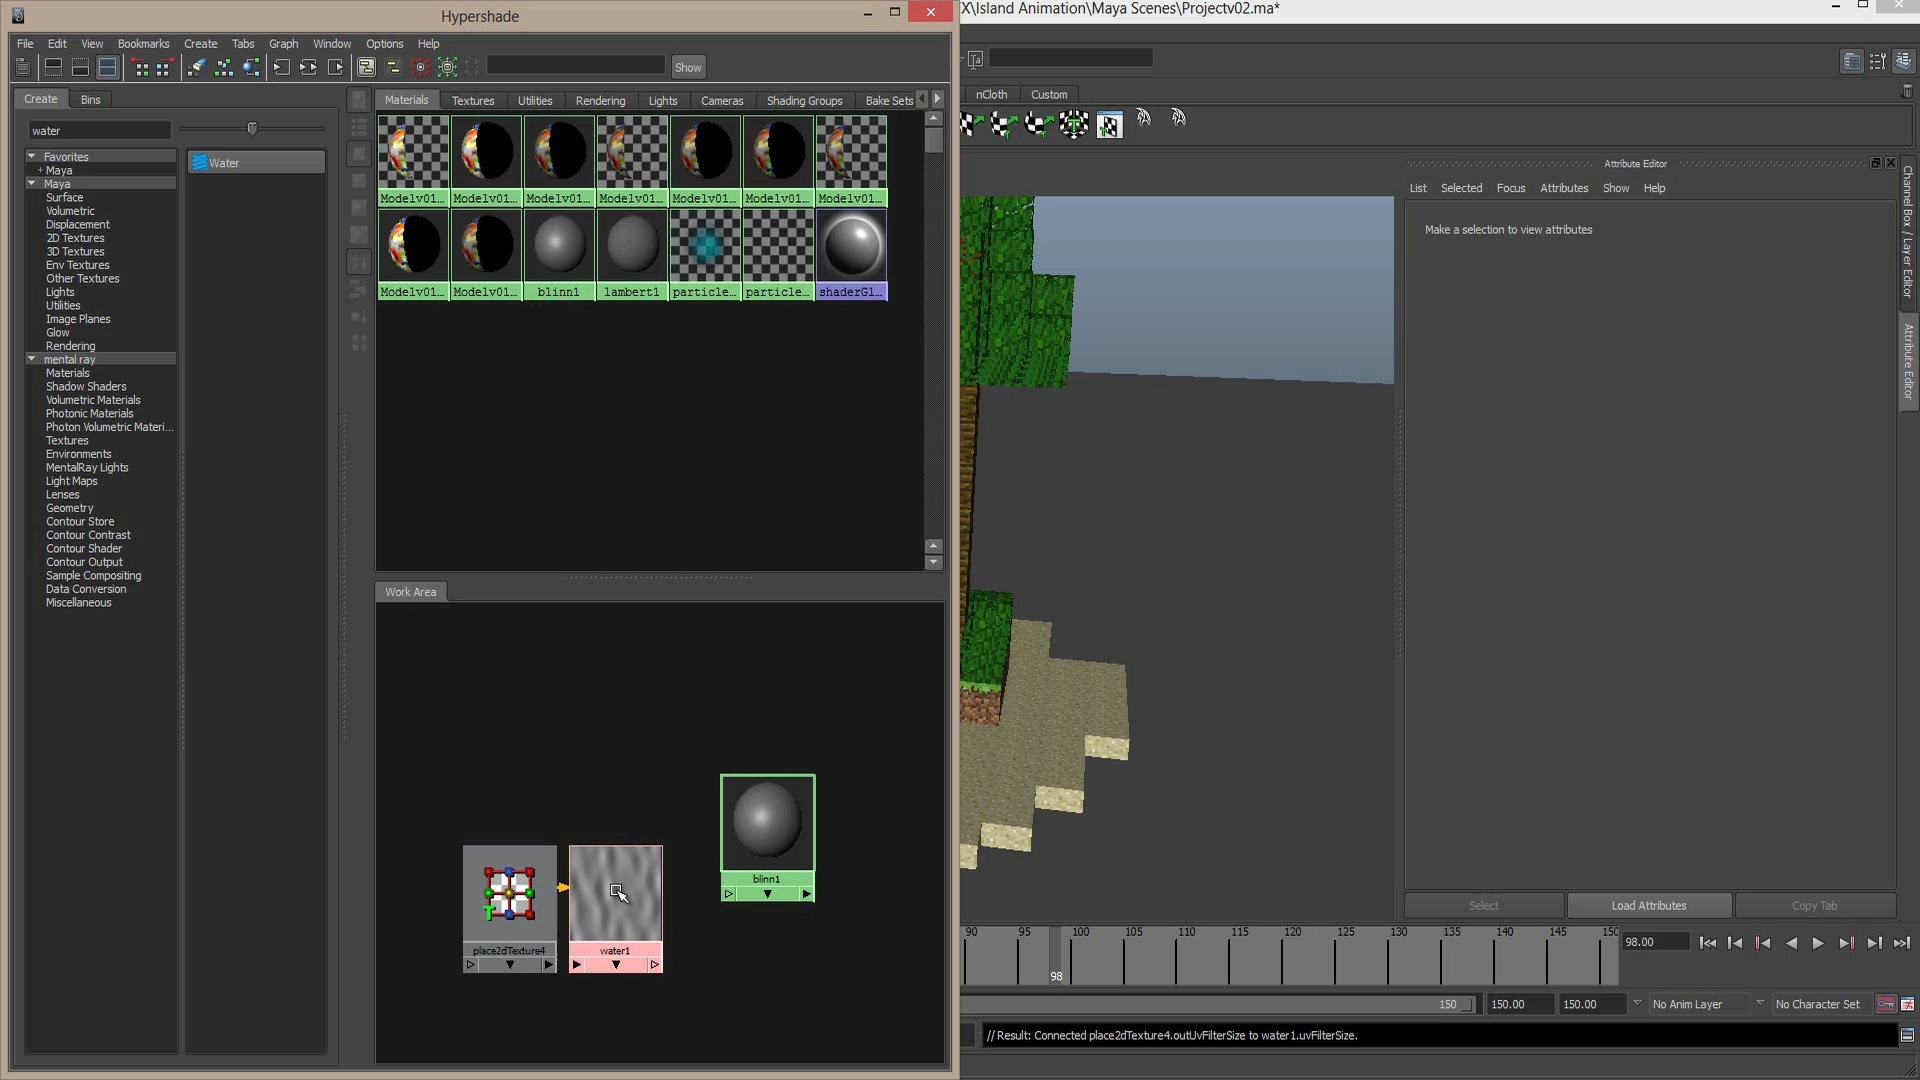 Hypershade
X\Island Animation\Maya Scenes\Projectv02.ma*
File Edit View Bookmarks Create Tabs Graph Window Options Help
Show
Create Bins
Materials Textures Utilities Rendering Lights Cameras Shading Groups Bake Sets
nCloth Custom
water
Water
Favorites
+ Maya
Maya
Surface
Volumetric
Displacement
2D Textures
3D Textures
Env Textures
Other Textures
Lights
Utilities
Image Planes
Glow
Rendering
mental ray
Materials
Shadow Shaders
Volumetric Materials
Photonic Materials
Photon Volumetric Materi...
Textures
Environments
MentalRay Lights
Light Maps
Lenses
Geometry
Contour Store
Contour Contrast
Contour Shader
Contour Output
Sample Compositing
Data Conversion
Miscellaneous
Modelv01... Modelv01... Modelv01... Modelv01... Modelv01... Modelv01... Modelv01...
Modelv01... Modelv01... blinn1 lambert1 particle... particle... shaderGl...
Work Area
place2dTexture4
water1
blinn1
Attribute Editor
List Selected Focus Attributes Show Help
Make a selection to view attributes
Channel Box / Layer Editor
Attribute Editor
Select Load Attributes Copy Tab
90 95 100 105 110 115 120 125 130 135 140 145 150
98
98.00
150 150.00 150.00 No Anim Layer No Character Set
// Result: Connected place2dTexture4.outUvFilterSize to water1.uvFilterSize.